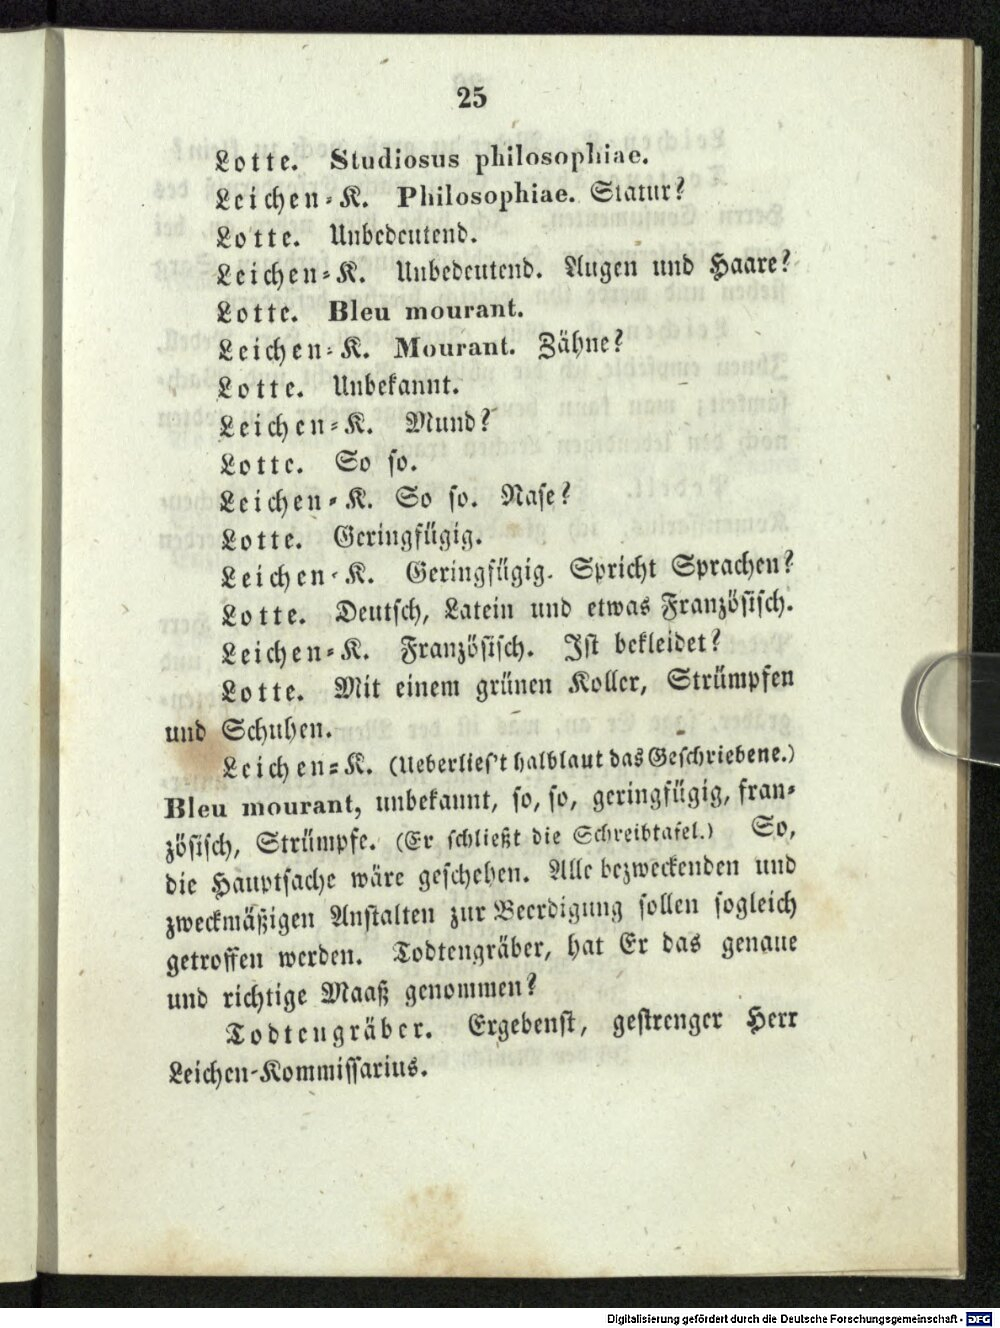 25
Lotte. Studiosus philosophiae.
Leichen-K. Philosophiae. Statur?
Lotte. Unbedeutend.
Leichen-K. Unbedeutend. Augen und Haare?
Lotte. Bleu mourant.
Leichen-K. Mourant. Zähne?
Lotte. Unbekannt.
Leichen-K. Mund?
Lotte. So so.
Leichen-K. So so. Nase?
Lotte. Geringfügig.
Leichen-K. Geringfügig. Spricht Sprachen?
Lotte. Deutsch, Latein und etwas Französisch.
Leichen-K. Französisch. Ist bekleidet?
Lotte. Mit einem grünen Koller, Strümpfen
und Schuhen.
Leichen-K. (Ueberlies't halblaut das Geschriebene.)
Bleu mourant, unbekannt, so, so, geringfügig, fran-
zösisch, Strümpfe. (Er schließt die Schreibtafel.) So,
die Hauptsache wäre geschehen. Alle bezweckenden und
zweckmäßigen Anstalten zur Beerdigung sollen sogleich
getroffen werden. Todtengräber, hat Er das genaue
und richtige Maaß genommen?
Todtengräber. Ergebenst, gestrenger Herr
Leichen-Kommissarius.
Digitalisierung gefördert durch die Deutsche Forschungsgemeinschaft - DFG